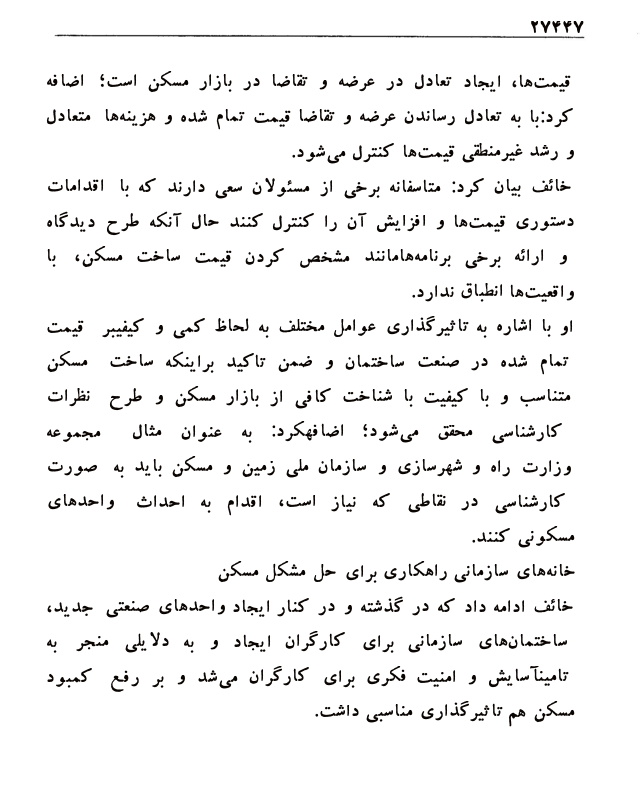 ۲۷۴۴۷
قیمت‌ها، ایجاد تعادل در عرضه و تقاضا در بازار مسکن است؛ اضافه
کرد:با به تعادل رساندن عرضه و تقاضا قیمت تمام شده و هزینه‌ها متعادل
و رشد غیرمنطقی قیمت‌ها کنترل می‌شود.
خائف بیان کرد: متاسفانه برخی از مسئولان سعی دارند که با اقدامات
دستوری قیمت‌ها و افزایش آن را کنترل کنند حال آنکه طرح دیدگاه
و ارائه برخی برنامه‌هامانند مشخص کردن قیمت ساخت مسکن، با
واقعیت‌ها انطباق ندارد.
او با اشاره به تاثیرگذاری عوامل مختلف به لحاظ کمی و کیفیبر قیمت
تمام شده در صنعت ساختمان و ضمن تاکید براینکه ساخت مسکن
متناسب و با کیفیت با شناخت کافی از بازار مسکن و طرح نظرات
کارشناسی محقق می‌شود؛ اضافهکرد: به عنوان مثال مجموعه
وزارت راه و شهرسازی و سازمان ملی زمین و مسکن باید به صورت
کارشناسی در نقاطی که نیاز است، اقدام به احداث واحدهای
مسکونی کنند.
خانه‌های سازمانی راهکاری برای حل مشکل مسکن
خائف ادامه داد که در گذشته و در کنار ایجاد واحدهای صنعتی جدید،
ساختمان‌های سازمانی برای کارگران ایجاد و به دلایلی منجر به
تامینآسایش و امنیت فکری برای کارگران می‌شد و بر رفع کمبود
مسکن هم تاثیرگذاری مناسبی داشت.